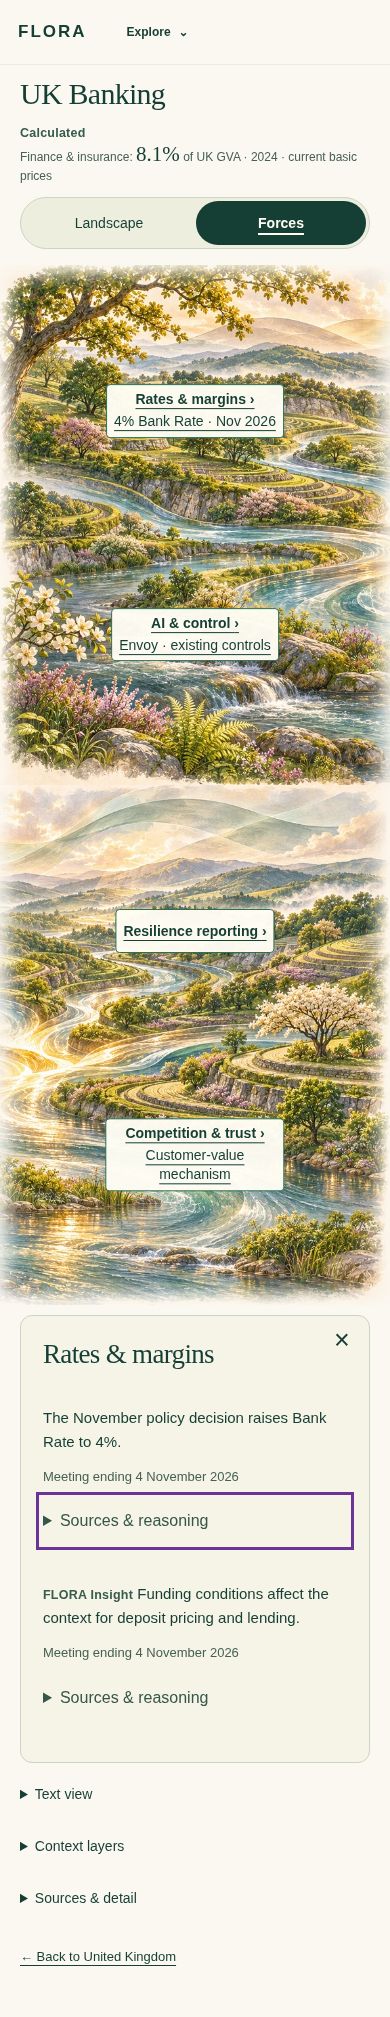 FLORA
Explore ⌄
UK Banking
Calculated
Finance & insurance: 8.1% of UK GVA · 2024 · current basic
prices
Landscape
Forces
Rates & margins ›
4% Bank Rate · Nov 2026
AI & control ›
Envoy · existing controls
Resilience reporting ›
Competition & trust ›
Customer-value
mechanism
Rates & margins
×
The November policy decision raises Bank
Rate to 4%.
Meeting ending 4 November 2026
▶ Sources & reasoning
FLORA Insight Funding conditions affect the
context for deposit pricing and lending.
Meeting ending 4 November 2026
▶ Sources & reasoning
▶ Text view
▶ Context layers
▶ Sources & detail
← Back to United Kingdom